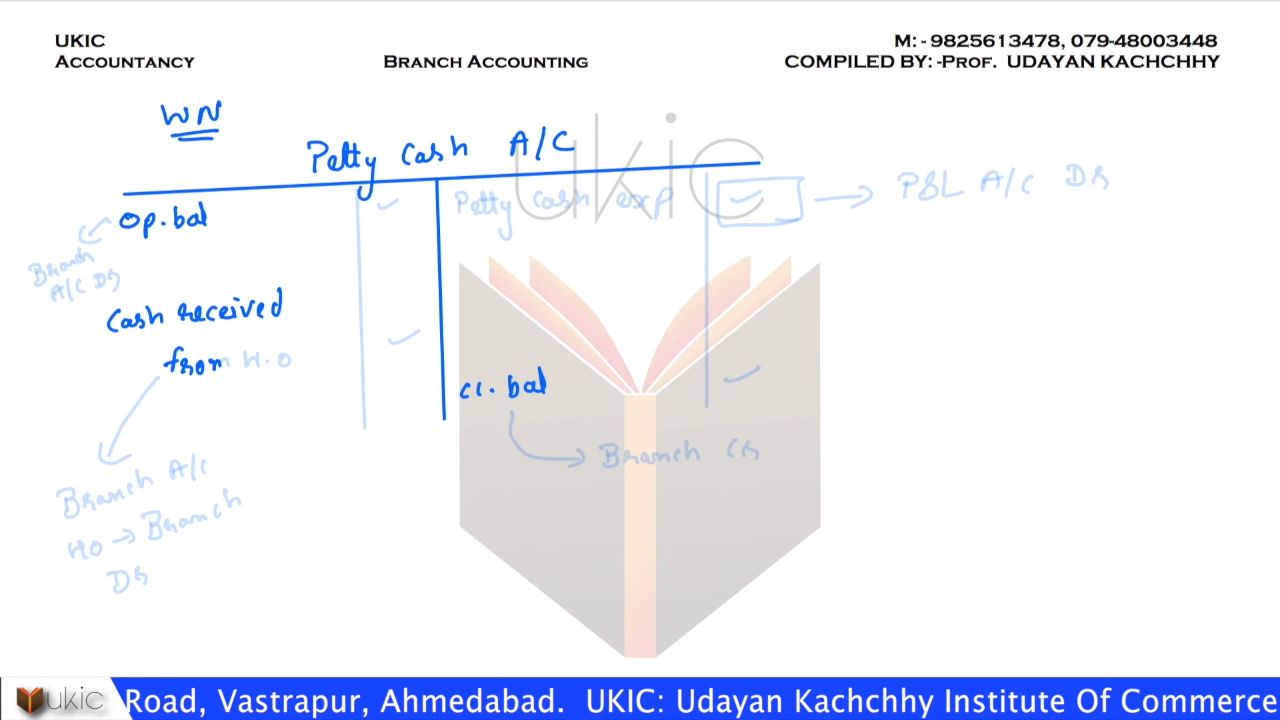 UKIC
ACCOUNTANCY
BRANCH ACCOUNTING
M: - 9825613478, 079-48003448
COMPILED BY: -PROF. UDAYAN KACHCHHY
WN
Petty Cash A/C
Op. bal
Petty cash exp
P&L A/C Dr
Branch
A/C Dr
Cash received
from H.O
Cl. bal
Branch Cr
Branch A/C
HO → Branch
Dr
ukic
ukic
Road, Vastrapur, Ahmedabad. UKIC: Udayan Kachchhy Institute Of Commerce